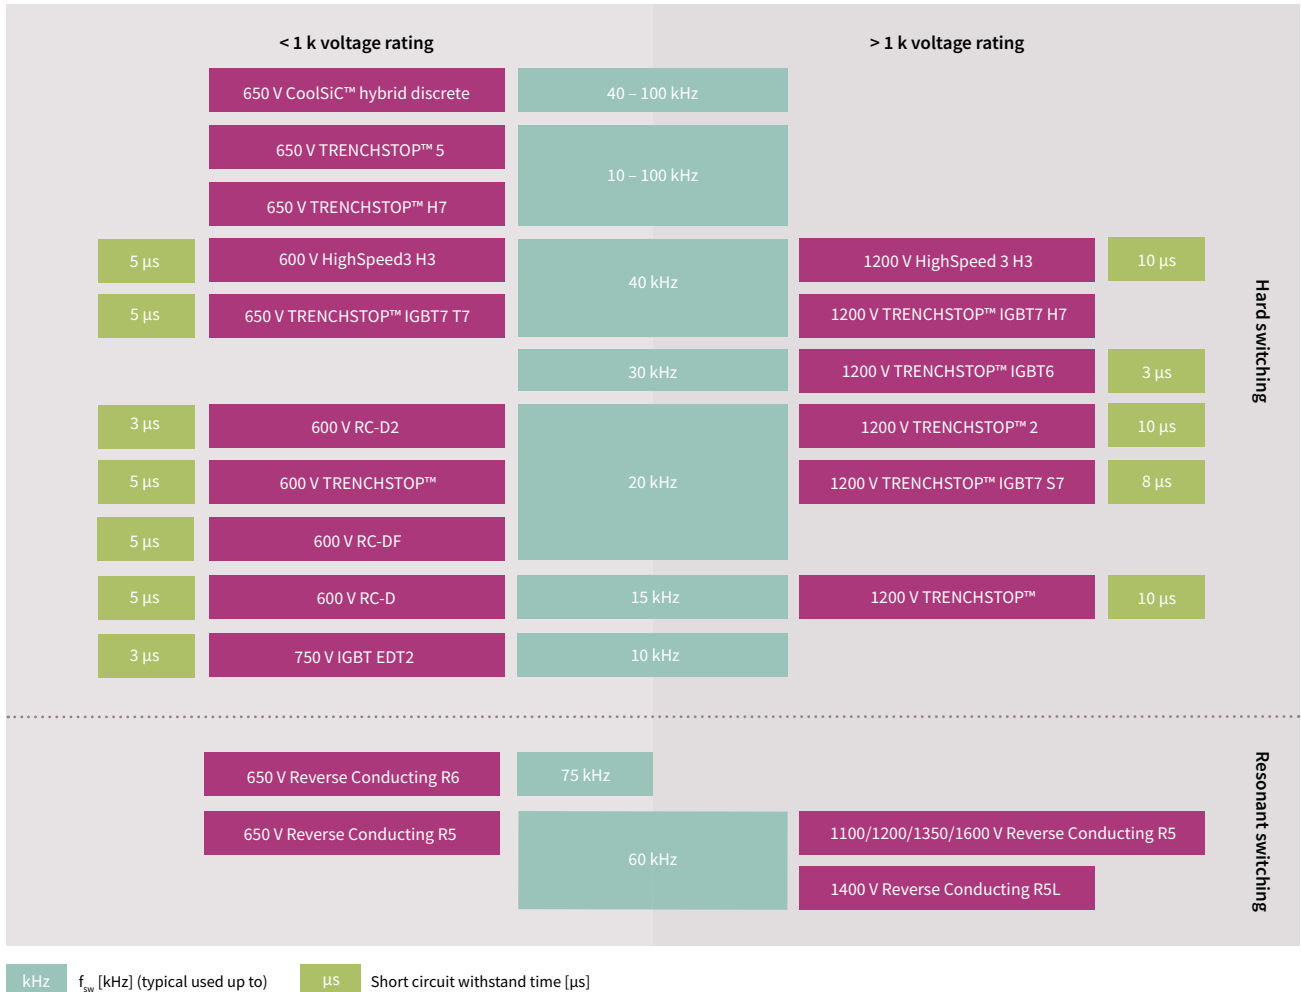 < 1 k voltage rating
> 1 k voltage rating
650 V CoolSiC™ hybrid discrete
40 – 100 kHz
650 V TRENCHSTOP™ 5
10 – 100 kHz
650 V TRENCHSTOP™ H7
5 µs
600 V HighSpeed3 H3
40 kHz
1200 V HighSpeed 3 H3
10 µs
5 µs
650 V TRENCHSTOP™ IGBT7 T7
1200 V TRENCHSTOP™ IGBT7 H7
30 kHz
1200 V TRENCHSTOP™ IGBT6
3 µs
3 µs
600 V RC-D2
20 kHz
1200 V TRENCHSTOP™ 2
10 µs
5 µs
600 V TRENCHSTOP™
1200 V TRENCHSTOP™ IGBT7 S7
8 µs
5 µs
600 V RC-DF
5 µs
600 V RC-D
15 kHz
1200 V TRENCHSTOP™
10 µs
3 µs
750 V IGBT EDT2
10 kHz
Hard switching
650 V Reverse Conducting R6
75 kHz
650 V Reverse Conducting R5
60 kHz
1100/1200/1350/1600 V Reverse Conducting R5
1400 V Reverse Conducting R5L
Resonant switching
kHz
f_sw [kHz] (typical used up to)
µs
Short circuit withstand time [µs]